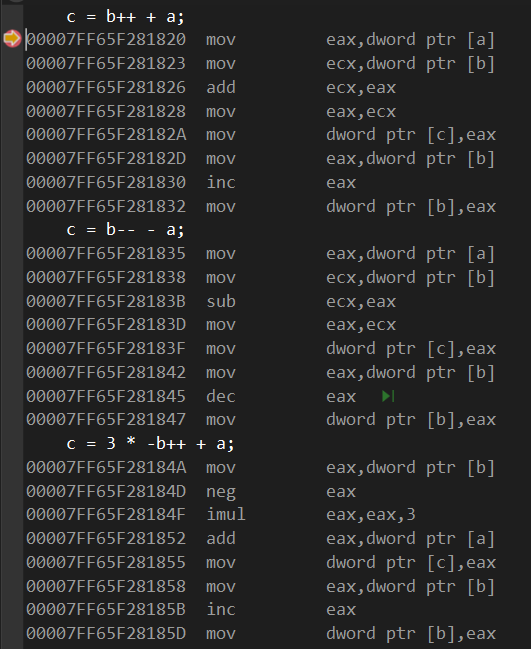 c = b++ + a;
00007FF65F281820 mov eax,dword ptr [a]
00007FF65F281823 mov ecx,dword ptr [b]
00007FF65F281826 add ecx,eax
00007FF65F281828 mov eax,ecx
00007FF65F28182A mov dword ptr [c],eax
00007FF65F28182D mov eax,dword ptr [b]
00007FF65F281830 inc eax
00007FF65F281832 mov dword ptr [b],eax
c = b-- - a;
00007FF65F281835 mov eax,dword ptr [a]
00007FF65F281838 mov ecx,dword ptr [b]
00007FF65F28183B sub ecx,eax
00007FF65F28183D mov eax,ecx
00007FF65F28183F mov dword ptr [c],eax
00007FF65F281842 mov eax,dword ptr [b]
00007FF65F281845 dec eax
00007FF65F281847 mov dword ptr [b],eax
c = 3 * -b++ + a;
00007FF65F28184A mov eax,dword ptr [b]
00007FF65F28184D neg eax
00007FF65F28184F imul eax,eax,3
00007FF65F281852 add eax,dword ptr [a]
00007FF65F281855 mov dword ptr [c],eax
00007FF65F281858 mov eax,dword ptr [b]
00007FF65F28185B inc eax
00007FF65F28185D mov dword ptr [b],eax